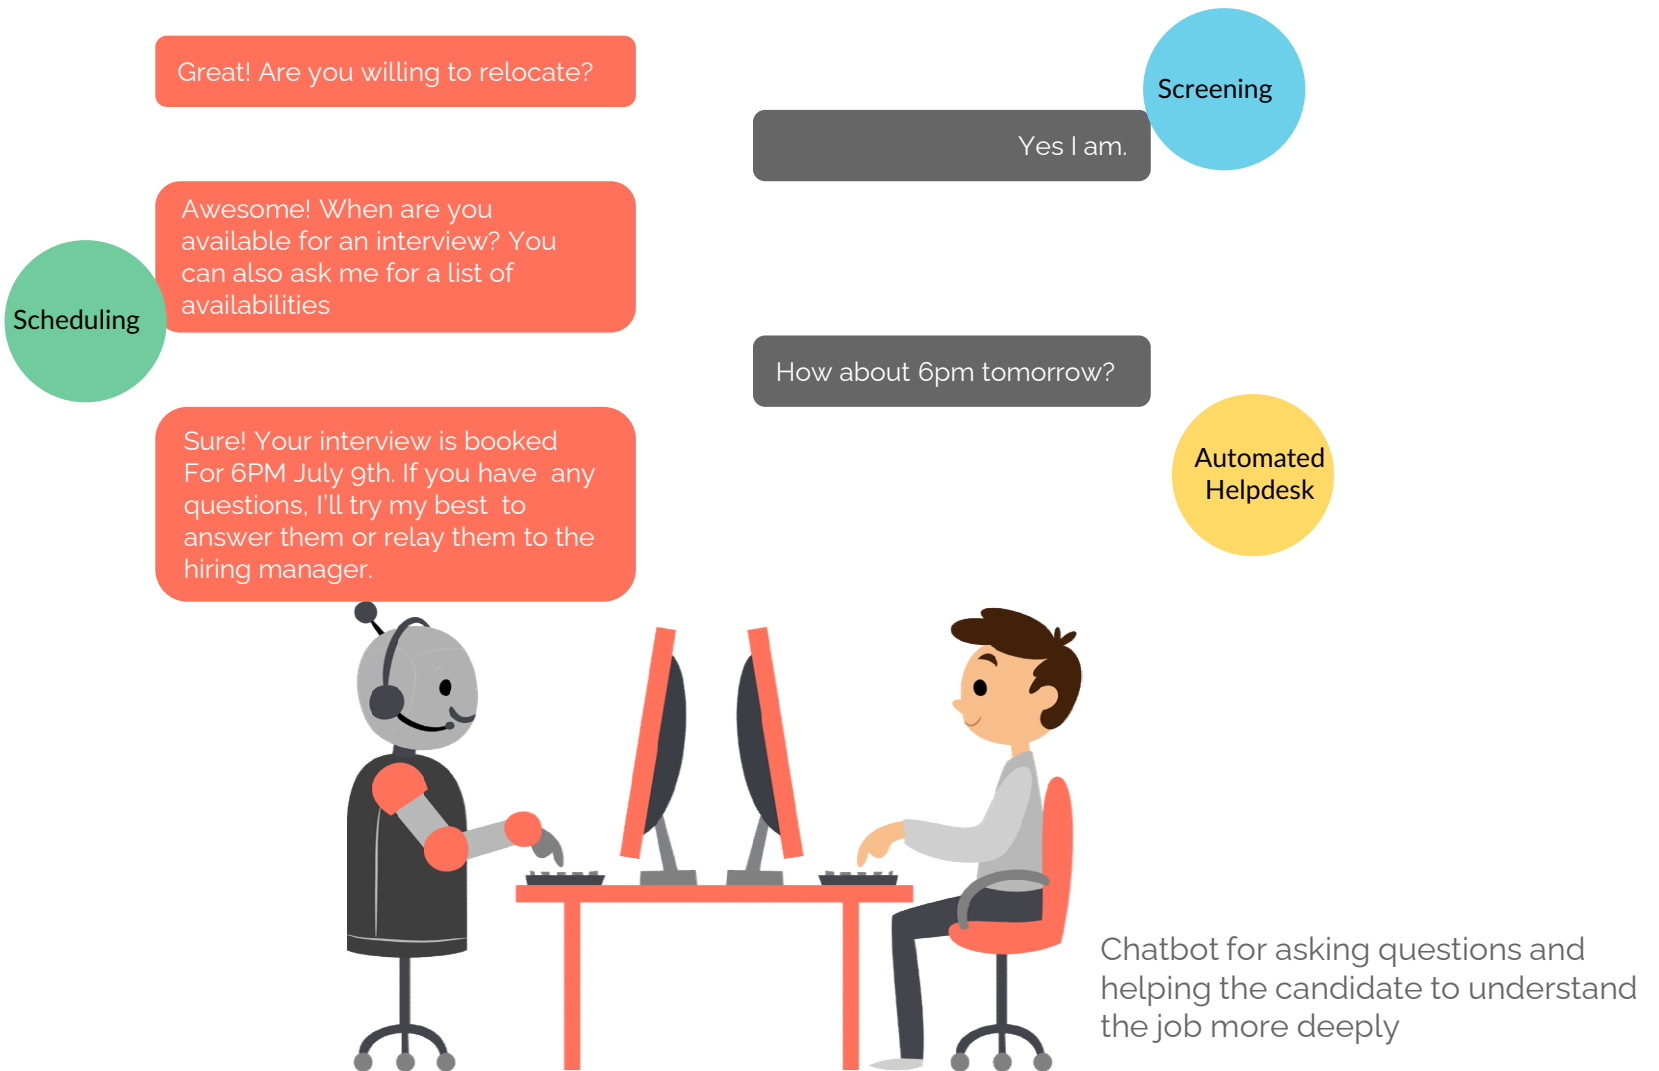 Great! Are you willing to relocate?
Screening
Yes I am.
Awesome! When are you
available for an interview? You
can also ask me for a list of
availabilities
Scheduling
How about 6pm tomorrow?
Sure! Your interview is booked
For 6PM July 9th. If you have  any
questions, I’ll try my best  to
answer them or relay them to the
hiring manager.
Automated
Helpdesk
Chatbot for asking questions and
helping the candidate to understand
the job more deeply